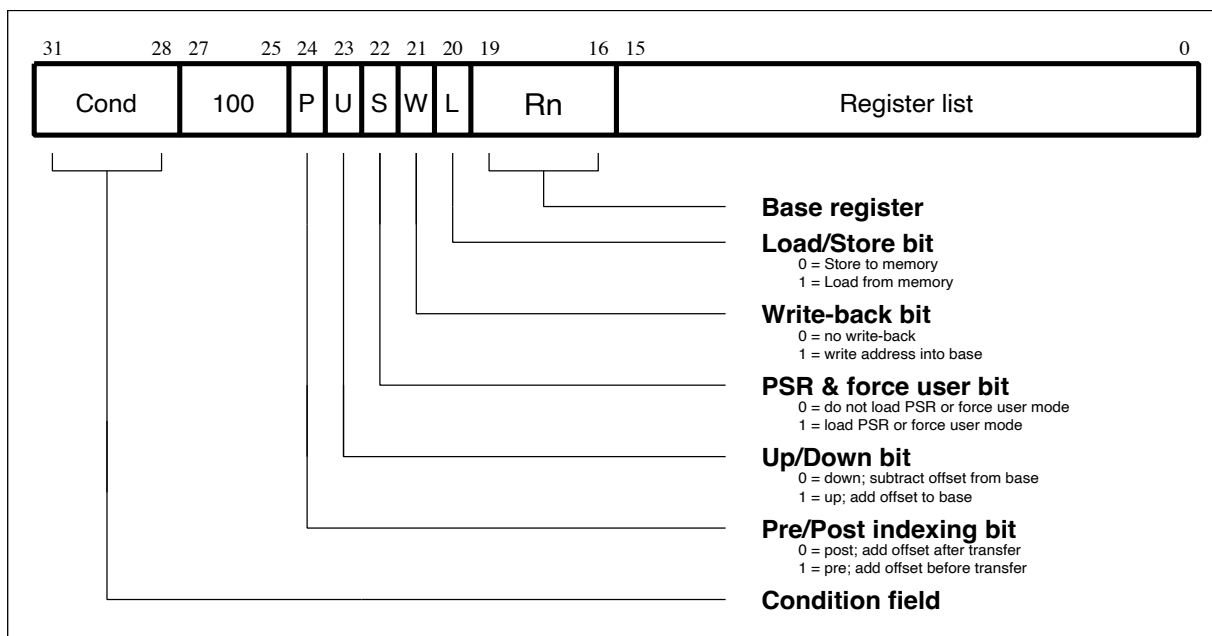 31 28 27 25 24 23 22 21 20 19 16 15 0
Cond 100 P U S W L Rn Register list
Base register
Load/Store bit
0 = Store to memory
1 = Load from memory
Write-back bit
0 = no write-back
1 = write address into base
PSR & force user bit
0 = do not load PSR or force user mode
1 = load PSR or force user mode
Up/Down bit
0 = down; subtract offset from base
1 = up; add offset to base
Pre/Post indexing bit
0 = post; add offset after transfer
1 = pre; add offset before transfer
Condition field